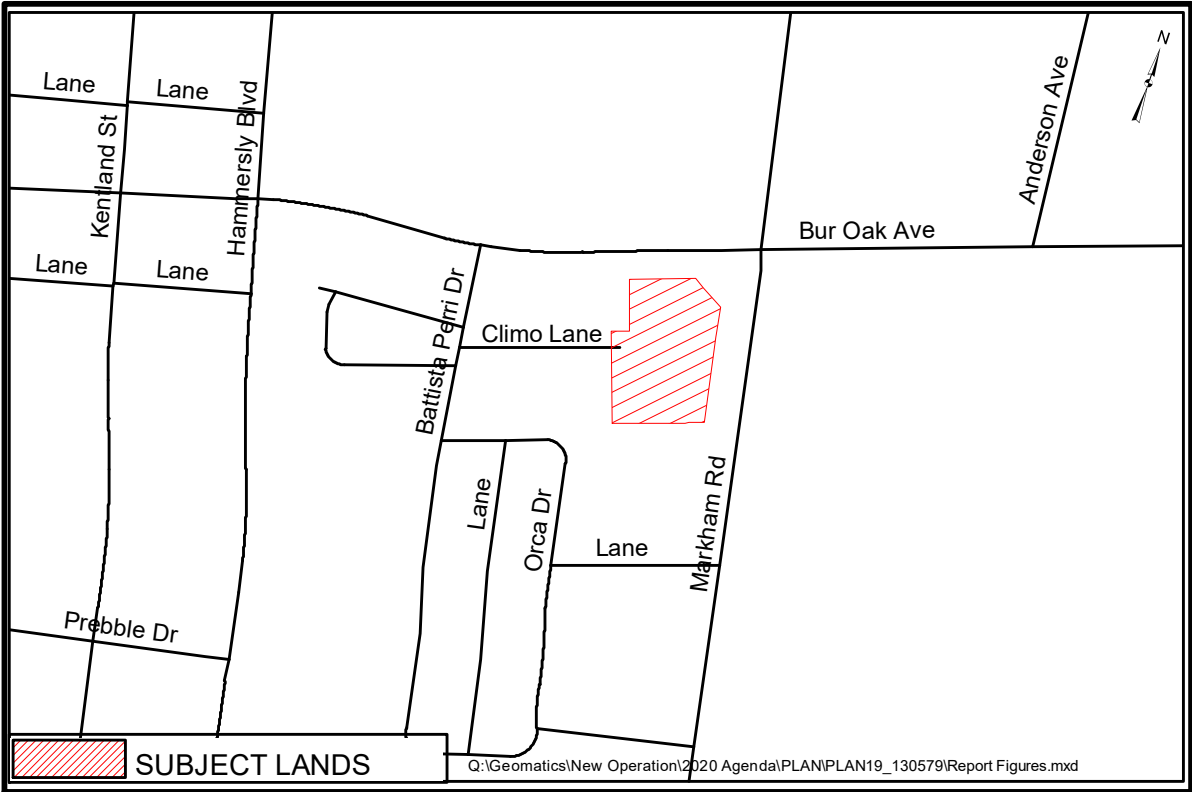 N
Lane
Lane
Kentland St
Hammersly Blvd
Anderson Ave
Bur Oak Ave
Lane
Lane
Battista Perri Dr
Climo Lane
Lane
Orca Dr
Lane
Markham Rd
Prebble Dr
SUBJECT LANDS
Q:\Geomatics\New Operation\2020 Agenda\PLAN\PLAN19_130579\Report Figures.mxd